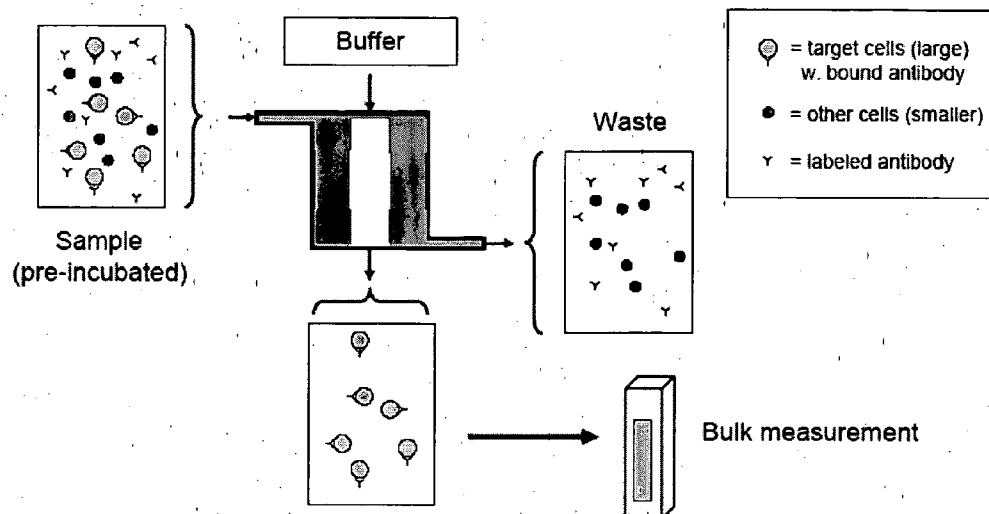 Buffer
= target cells (large)
w. bound antibody
= other cells (smaller)
= labeled antibody
Waste
Sample
(pre-incubated)
Bulk measurement